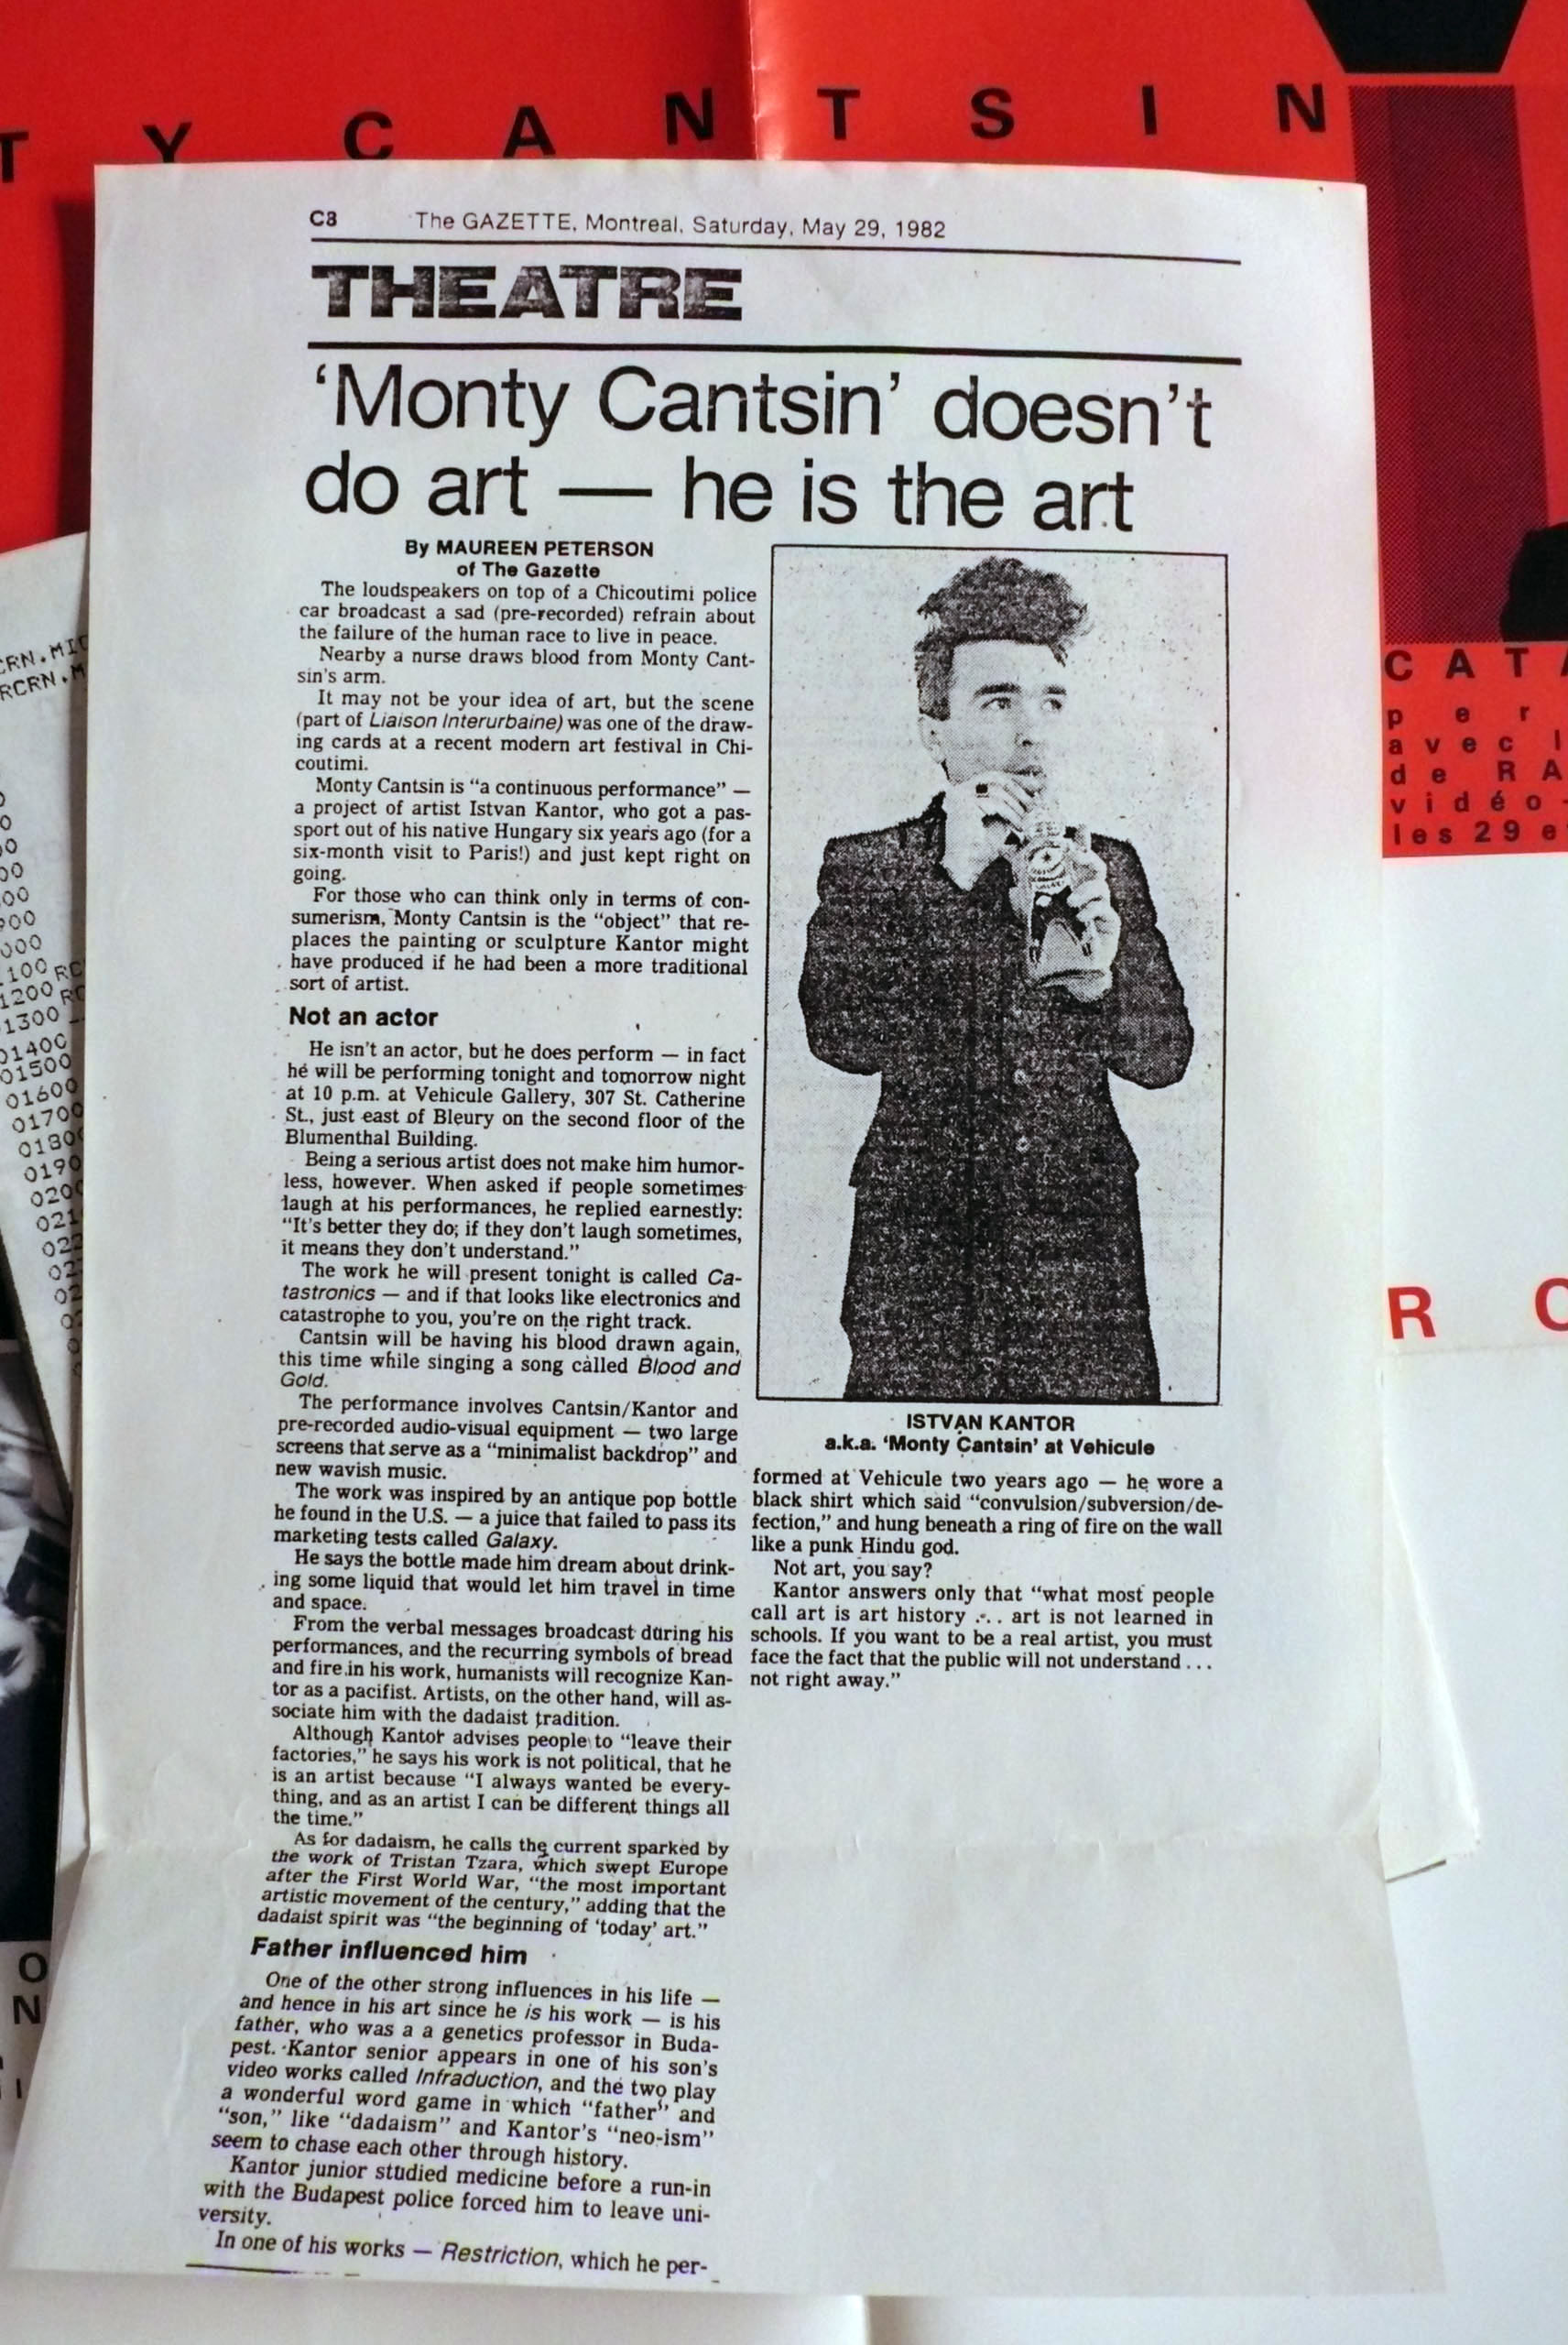 T Y C A N T S I N
C8 The GAZETTE, Montreal, Saturday, May 29, 1982
THEATRE
‘Monty Cantsin’ doesn’t
do art — he is the art
By MAUREEN PETERSON
of The Gazette
The loudspeakers on top of a Chicoutimi police
car broadcast a sad (pre-recorded) refrain about
the failure of the human race to live in peace.
Nearby a nurse draws blood from Monty Cant-
sin’s arm.
It may not be your idea of art, but the scene
(part of Liaison Interurbaine) was one of the draw-
ing cards at a recent modern art festival in Chi-
coutimi.
Monty Cantsin is “a continuous performance” —
a project of artist Istvan Kantor, who got a pas-
sport out of his native Hungary six years ago (for a
six-month visit to Paris!) and just kept right on
going.
For those who can think only in terms of con-
sumerism, Monty Cantsin is the “object” that re-
places the painting or sculpture Kantor might
have produced if he had been a more traditional
sort of artist.
Not an actor
He isn’t an actor, but he does perform — in fact
he will be performing tonight and tomorrow night
at 10 p.m. at Vehicule Gallery, 307 St. Catherine
St., just east of Bleury on the second floor of the
Blumenthal Building.
Being a serious artist does not make him humor-
less, however. When asked if people sometimes
laugh at his performances, he replied earnestly:
“It’s better they do; if they don’t laugh sometimes,
it means they don’t understand.”
The work he will present tonight is called Ca-
tastronics — and if that looks like electronics and
catastrophe to you, you’re on the right track.
Cantsin will be having his blood drawn again,
this time while singing a song called Blood and
Gold.
The performance involves Cantsin/Kantor and
pre-recorded audio-visual equipment — two large
screens that serve as a “minimalist backdrop” and
new wavish music.
The work was inspired by an antique pop bottle
he found in the U.S. — a juice that failed to pass its
marketing tests called Galaxy.
He says the bottle made him dream about drink-
ing some liquid that would let him travel in time
and space.
From the verbal messages broadcast during his
performances, and the recurring symbols of bread
and fire in his work, humanists will recognize Kan-
tor as a pacifist. Artists, on the other hand, will as-
sociate him with the dadaist tradition.
Although Kantor advises people to “leave their
factories,” he says his work is not political, that he
is an artist because “I always wanted be every-
thing, and as an artist I can be different things all
the time.”
As for dadaism, he calls the current sparked by
the work of Tristan Tzara, which swept Europe
after the First World War, “the most important
artistic movement of the century,” adding that the
dadaist spirit was “the beginning of ‘today’ art.”
Father influenced him
One of the other strong influences in his life —
and hence in his art since he is his work — is his
father, who was a a genetics professor in Buda-
pest. Kantor senior appears in one of his son’s
video works called Infraduction, and the two play
a wonderful word game in which “father” and
“son,” like “dadaism” and Kantor’s “neo-ism”
seem to chase each other through history.
Kantor junior studied medicine before a run-in
with the Budapest police forced him to leave uni-
versity.
In one of his works — Restriction, which he per-
ISTVAN KANTOR
a.k.a. ‘Monty Cantsin’ at Vehicule
formed at Vehicule two years ago — he wore a
black shirt which said “convulsion/subversion/de-
fection,” and hung beneath a ring of fire on the wall
like a punk Hindu god.
Not art, you say?
Kantor answers only that “what most people
call art is art history ... art is not learned in
schools. If you want to be a real artist, you must
face the fact that the public will not understand ...
not right away.”
C A T
p e r
a v e c l
d e R A
v i d é o -
les 29 e
R
CRN.MI
RCRN.M
1100 RC
1200
1300
01400
01500
01600
01700
0180
0190
020
021
02
O
N